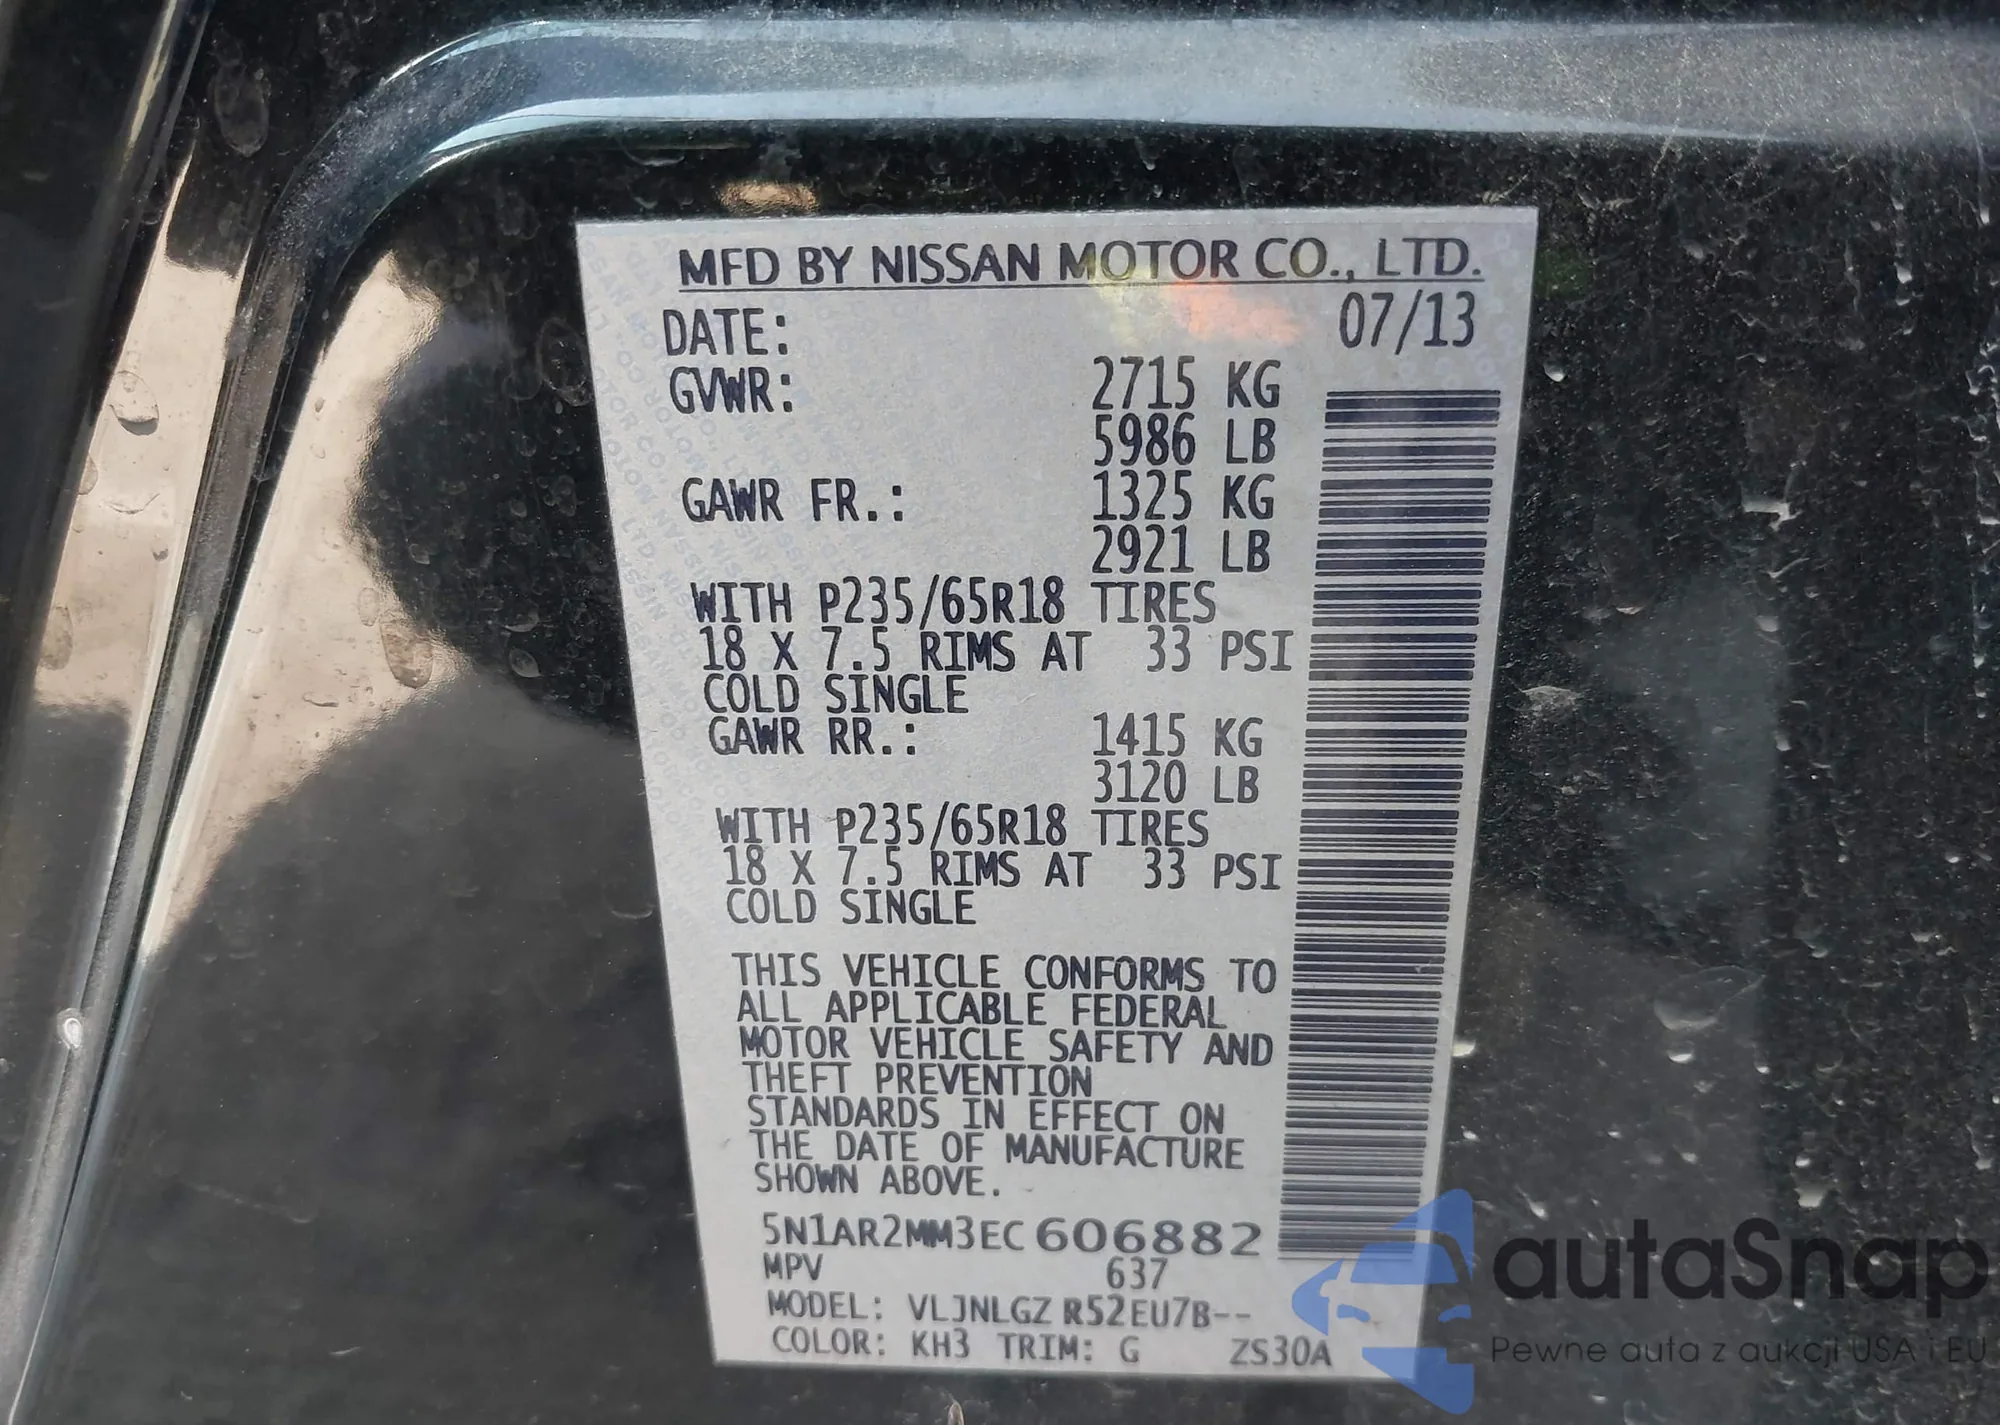 MFD BY NISSAN MOTOR CO., LTD.
DATE: 07/13
GVWR: 2715 KG
5986 LB
GAWR FR.: 1325 KG
2921 LB
WITH P235/65R18 TIRES
18 X 7.5 RIMS AT 33 PSI
COLD SINGLE
GAWR RR.: 1415 KG
3120 LB
WITH P235/65R18 TIRES
18 X 7.5 RIMS AT 33 PSI
COLD SINGLE
THIS VEHICLE CONFORMS TO
ALL APPLICABLE FEDERAL
MOTOR VEHICLE SAFETY AND
THEFT PREVENTION
STANDARDS IN EFFECT ON
THE DATE OF MANUFACTURE
SHOWN ABOVE.
5N1AR2MM3EC606882
MPV 637
MODEL: VLJNLGZ R52EU7B--
COLOR: KH3 TRIM: G ZS30A
autaSnap
Pewne auta z aukcji USA i EU